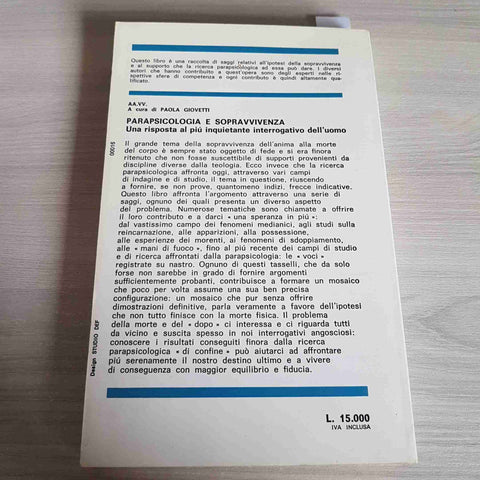 Questo libro è una raccolta di saggi relativi all'ipotesi della sopravvivenza
e al supporto che la ricerca parapsicologica ad essa può dare. I diversi
autori che hanno contribuito a quest'opera sono degli esperti nelle ri-
spettive sfere di competenza e ogni contributo è quindi altamente qua-
lificato.
AA.VV.
A cura di PAOLA GIOVETTI
PARAPSICOLOGIA E SOPRAVVIVENZA
Una risposta al piú inquietante interrogativo dell'uomo
Il grande tema della sopravvivenza dell'anima alla morte
del corpo è sempre stato oggetto di fede e si era finora
ritenuto che non fosse suscettibile di supporti provenienti da
discipline diverse dalla teologia. Ecco invece che la ricerca
parapsicologica affronta oggi, attraverso vari campi
di indagine e di studio, il tema in questione, riuscendo
a fornire, se non prove, quantomeno indizi, frecce indicative.
Questo libro affronta l'argomento attraverso una serie di
saggi, ognuno dei quali presenta un diverso aspetto
del problema. Numerose tematiche sono chiamate a offrire
il loro contributo e a darci « una speranza in piú »:
dal vastissimo campo dei fenomeni medianici, agli studi sulla
reincarnazione, alle apparizioni, alla possessione,
alle esperienze dei morenti, ai fenomeni di sdoppiamento,
alle « mani di fuoco », fino al piú recente dei campi di studio
e di ricerca affrontati dalla parapsicologia: le « voci »
registrate su nastro. Ognuno di questi tasselli, che da solo
forse non sarebbe in grado di fornire argomenti
sufficientemente probanti, contribuisce a formare un mosaico
che poco per volta assume una sua ben precisa
configurazione: un mosaico che pur senza offrire
dimostrazioni definitive, parla veramente a favore dell'ipotesi
che non tutto finisce con la morte fisica. Il problema
della morte e del « dopo » ci interessa e ci riguarda tutti
da vicino e suscita spesso in noi interrogativi angosciosi:
conoscere i risultati conseguiti finora dalla ricerca
parapsicologica « di confine » può aiutarci ad affrontare
piú serenamente il nostro destino ultimo e a vivere
di conseguenza con maggior equilibrio e fiducia.
00015
Design STUDIO DEF
L. 15.000
IVA INCLUSA